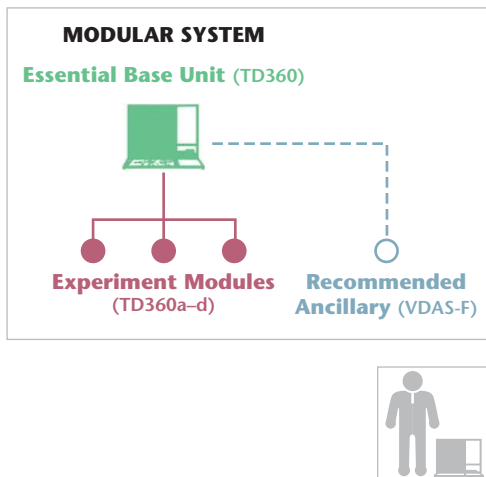 MODULAR SYSTEM
Essential Base Unit (TD360)
Experiment Modules
(TD360a–d)
Recommended
Ancillary (VDAS-F)